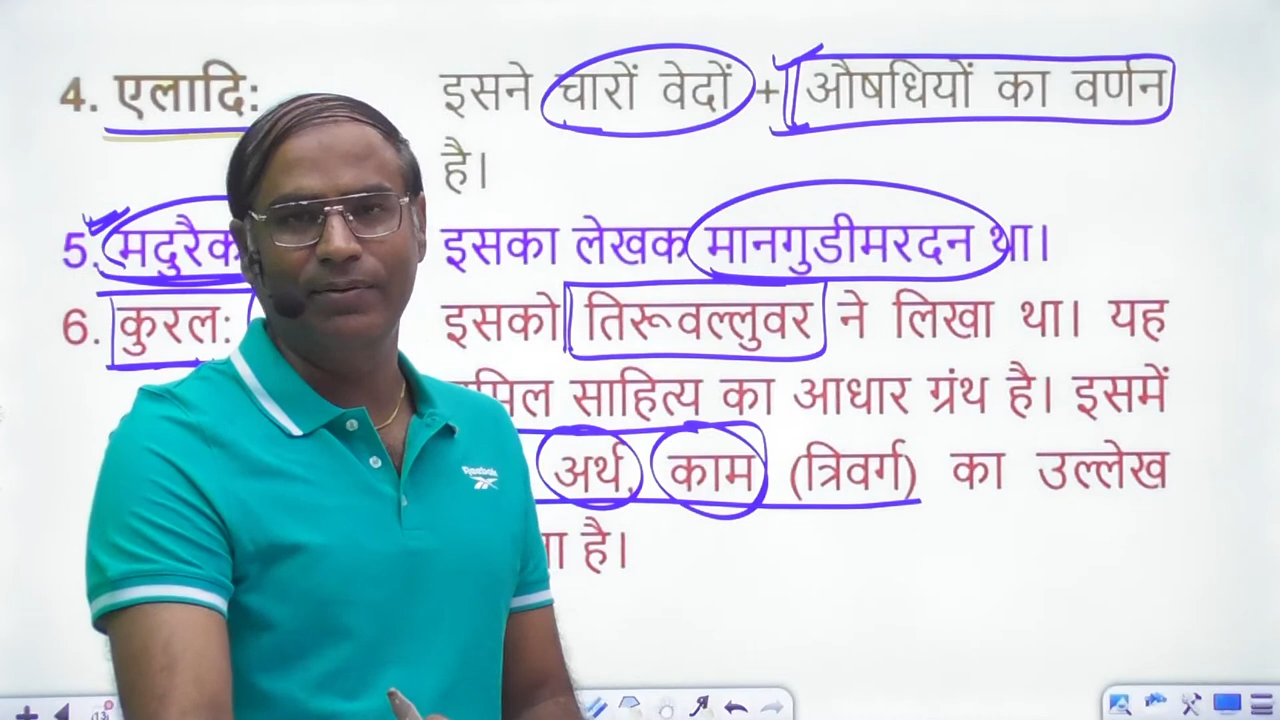 4. एलादि: इसने चारों वेदों + औषधियों का वर्णन
है।
5. इसका लेखक मानगुडीमरदन था।
6. कुरल: इसको तिरूवल्लुवर ने लिखा था। यह
साहित्य का आधार ग्रंथ है। इसमें
अर्थ, काम (त्रिवर्ग) का उल्लेख
है।
Reebok